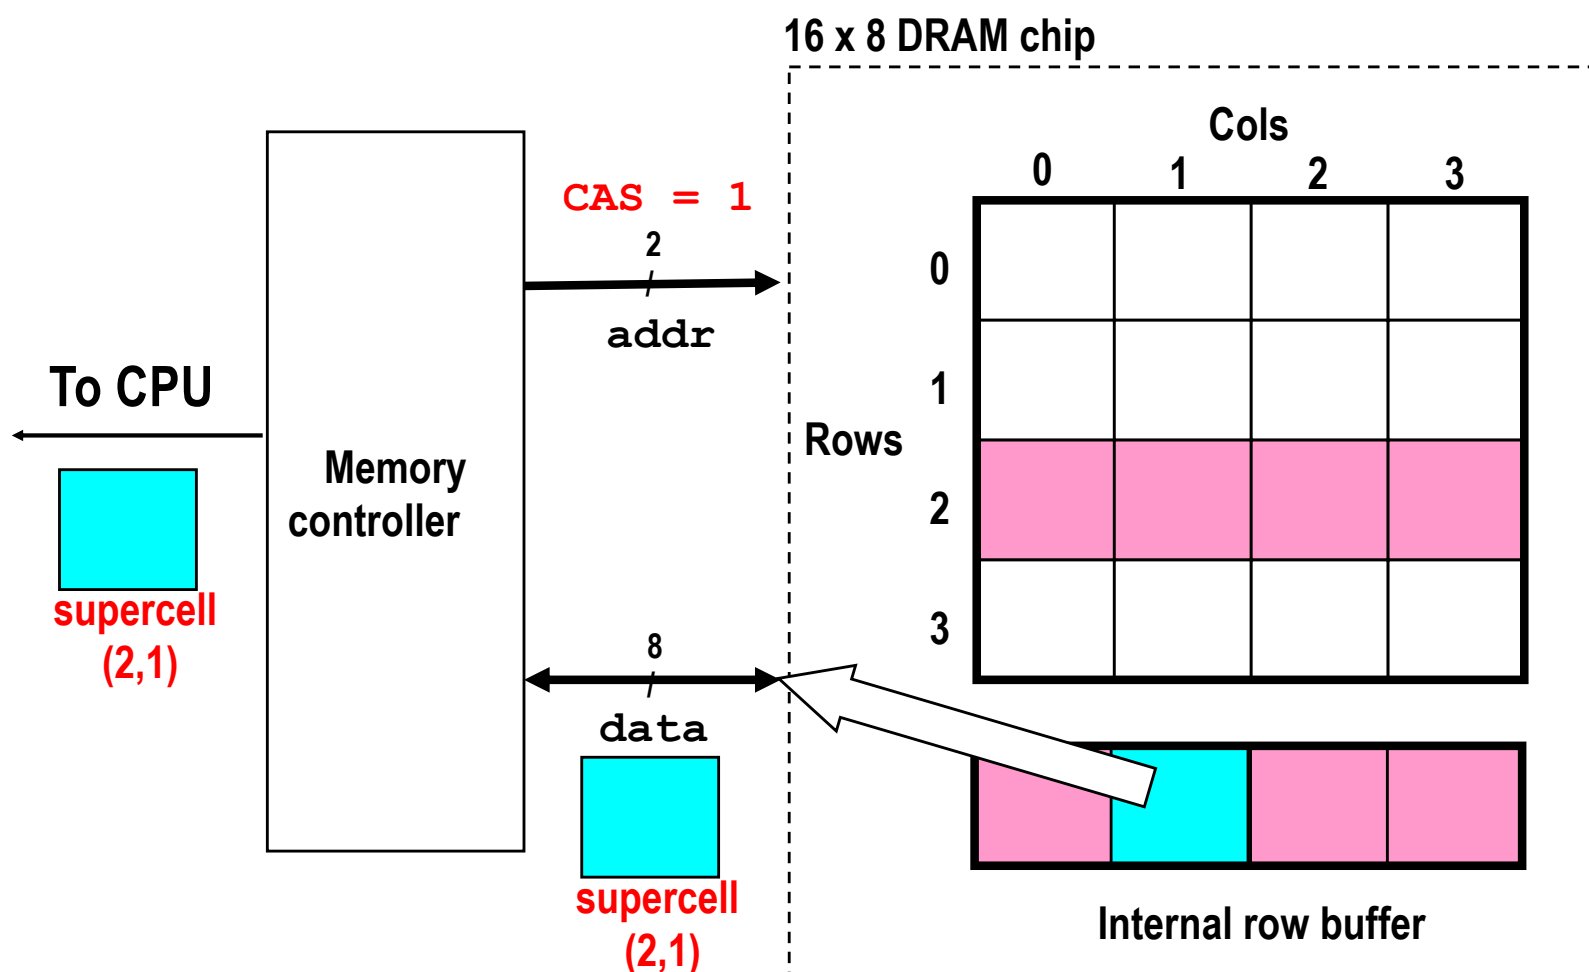 16 x 8 DRAM chip
Cols
0 1 2 3
CAS = 1
2
addr
0
1
2
3
Rows
To CPU
Memory
controller
supercell
(2,1)
8
data
supercell
(2,1)
Internal row buffer